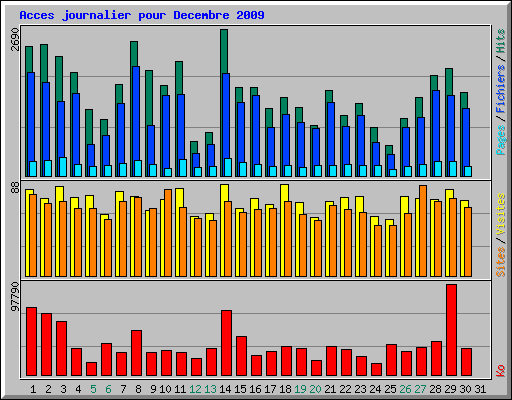 Acces journalier pour Decembre 2009
2690
Pages / Fichiers / Hits
88
Sites / Visites
97790
Ko
1 2 3 4 5 6 7 8 9 10 11 12 13 14 15 16 17 18 19 20 21 22 23 24 25 26 27 28 29 30 31